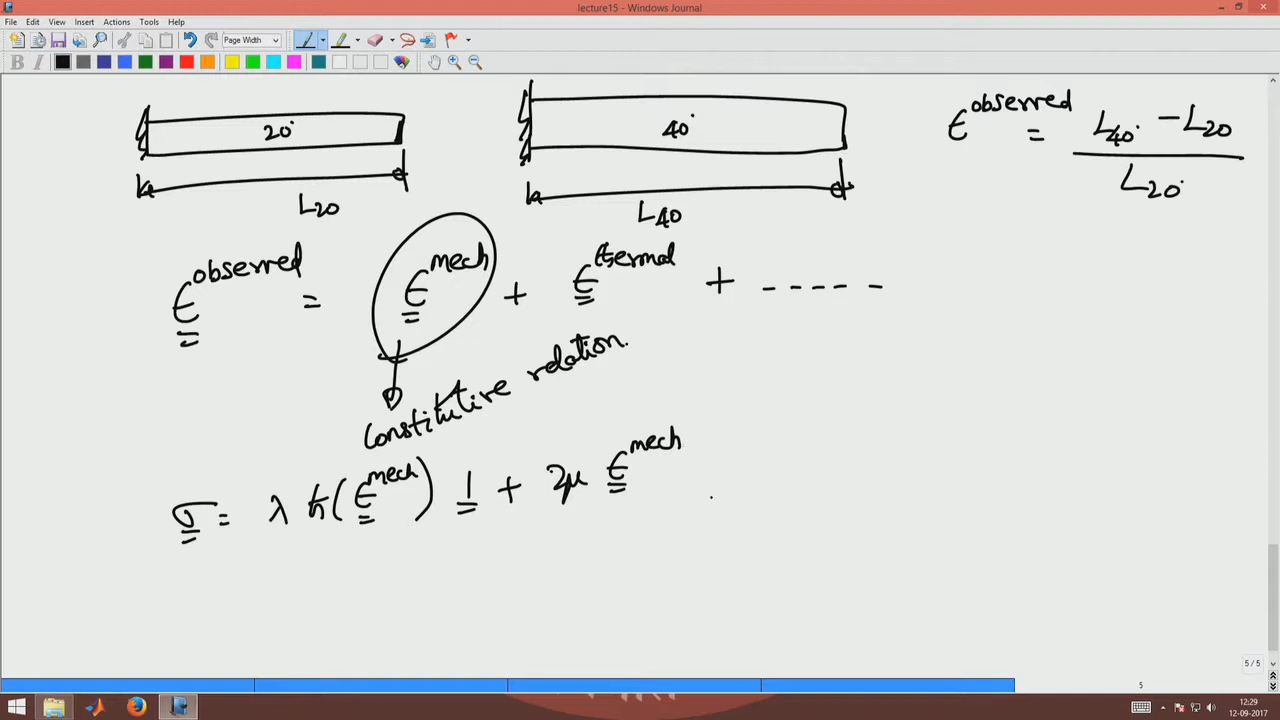 lecture15 - Windows Journal
File Edit View Insert Actions Tools Help
Page Width
B I
20°
40°
ϵ^observed = (L40° - L20) / L20°
L20
L40
ϵ^observed = ϵ^mech + ϵ^thermal + -----
Constitutive relation.
σ = λ tr(ϵ^mech) 1 + 2μ ϵ^mech
5 / 5
5
12:29
12-09-2017